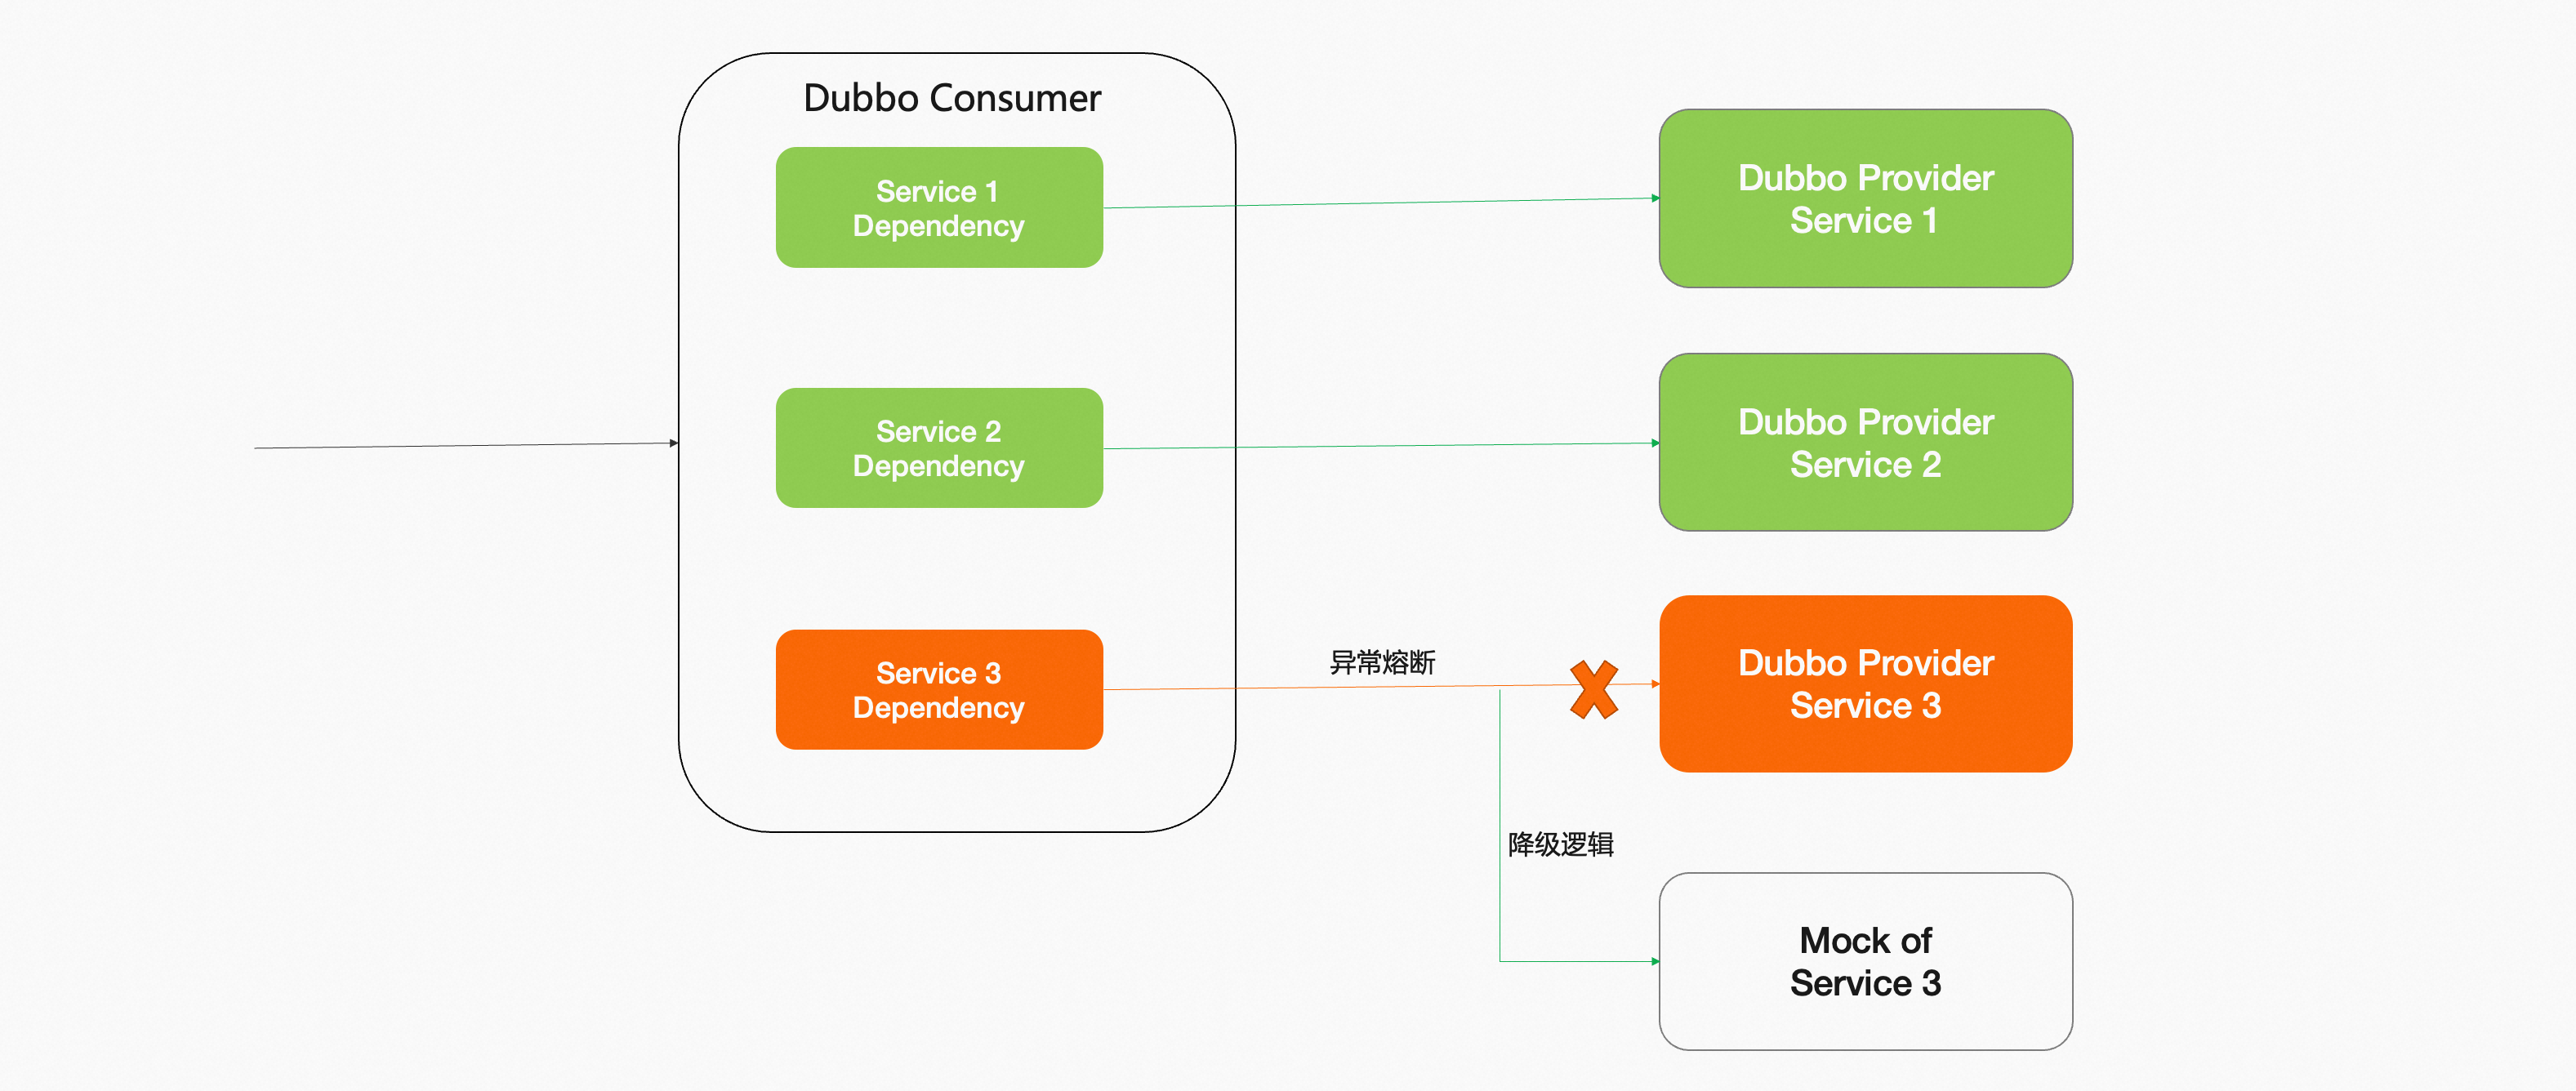 Dubbo Consumer
Service 1
Dependency
Dubbo Provider
Service 1
Service 2
Dependency
Dubbo Provider
Service 2
Service 3
Dependency
异常熔断
Dubbo Provider
Service 3
降级逻辑
Mock of
Service 3